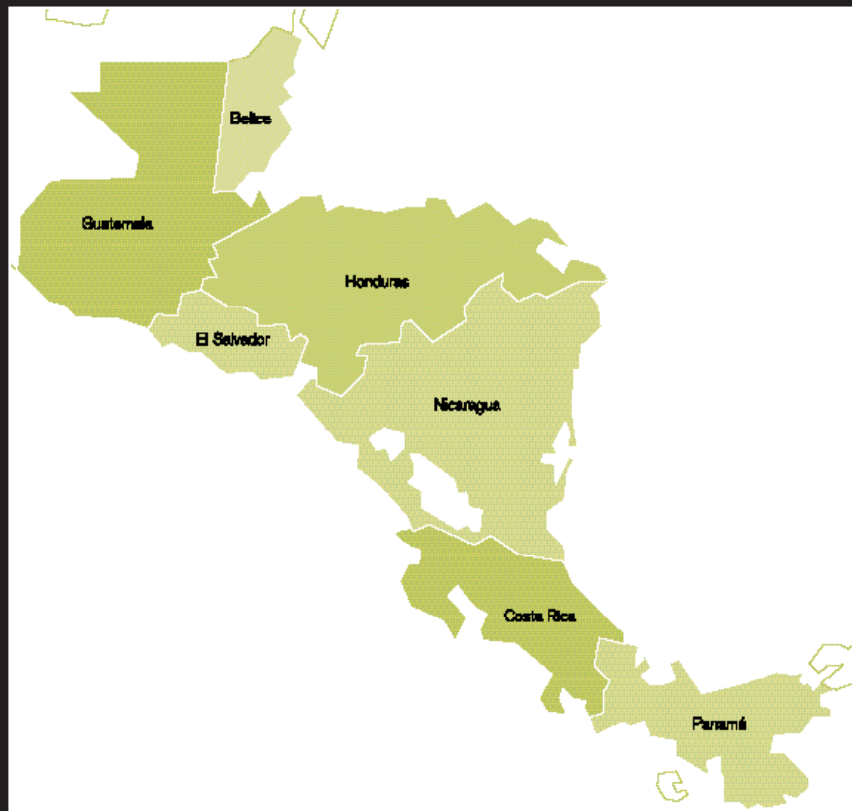 Belice
Guatemala
Honduras
El Salvador
Nicaragua
Costa Rica
Panamá